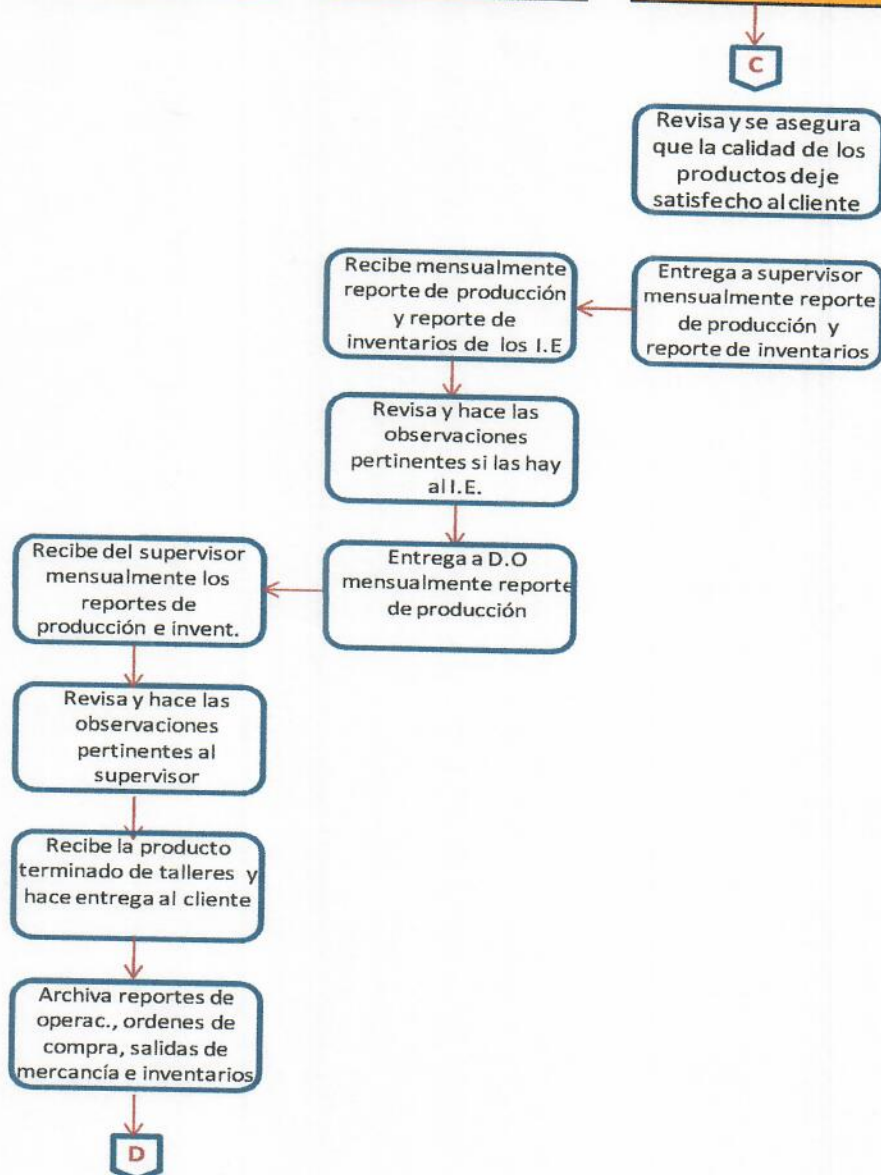 C
Revisa y se asegura
que la calidad de los
productos deje
satisfecho al cliente
Entrega a supervisor
mensualmente reporte
de producción y
reporte de inventarios
Recibe mensualmente
reporte de producción
y reporte de
inventarios de los I.E
Revisa y hace las
observaciones
pertinentes si las hay
al I.E.
Entrega a D.O
mensualmente reporte
de producción
Recibe del supervisor
mensualmente los
reportes de
producción e invent.
Revisa y hace las
observaciones
pertinentes al
supervisor
Recibe la producto
terminado de talleres y
hace entrega al cliente
Archiva reportes de
operac., ordenes de
compra, salidas de
mercancía e inventarios
D